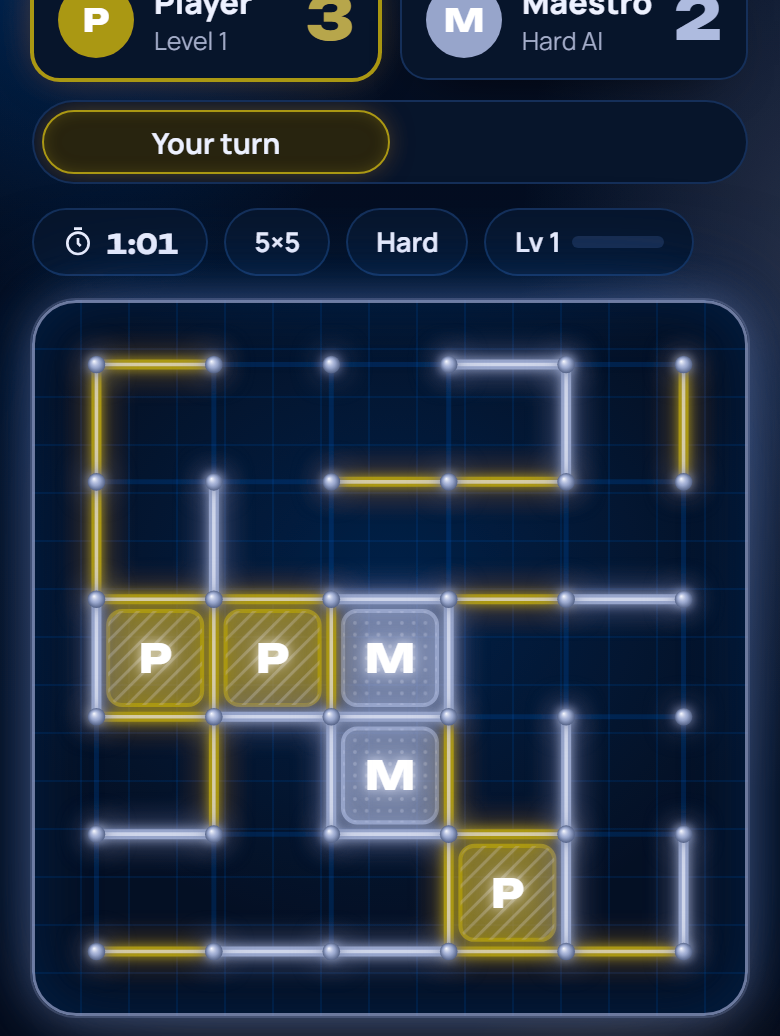 P Player 3
Level 1
M Maestro 2
Hard AI
Your turn
1:01 5×5 Hard Lv 1
P P M
M
P